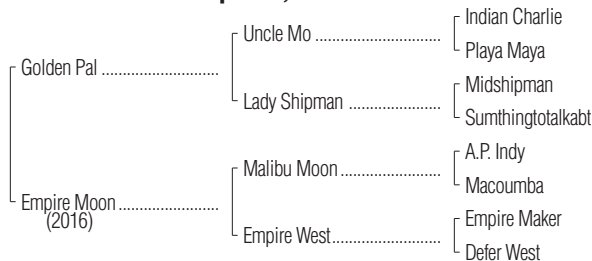 Indian Charlie
Uncle Mo ................................
Playa Maya
Golden Pal ..............................
Midshipman
Lady Shipman ........................
Sumthingtotalkabt
A.P. Indy
Malibu Moon ..........................
Macoumba
Empire Moon ..........................
(2016)
Empire Maker
Empire West............................
Defer West